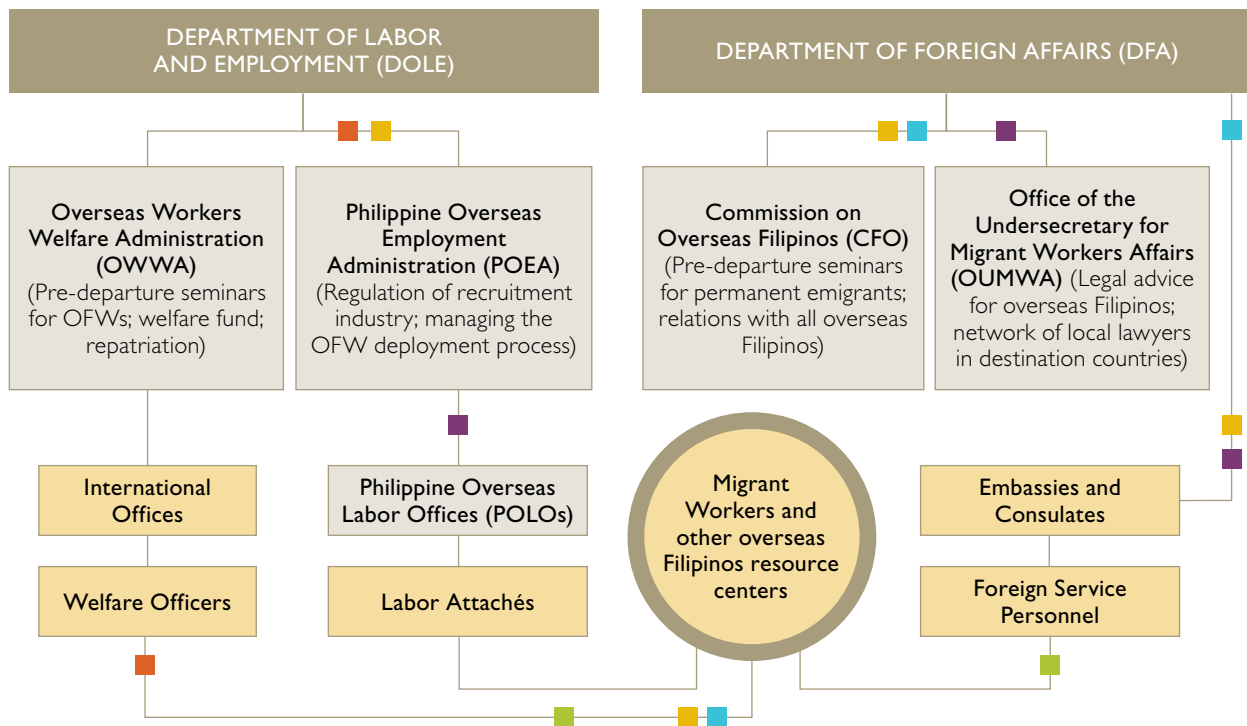 DEPARTMENT OF LABOR
AND EMPLOYMENT (DOLE)
DEPARTMENT OF FOREIGN AFFAIRS (DFA)
Overseas Workers
Welfare Administration
(OWWA)
(Pre-departure seminars
for OFWs; welfare fund;
repatriation)
Philippine Overseas
Employment
Administration (POEA)
(Regulation of recruitment
industry; managing the
OFW deployment process)
Commission on
Overseas Filipinos (CFO)
(Pre-departure seminars
for permanent emigrants;
relations with all overseas
Filipinos)
Office of the
Undersecretary for
Migrant Workers Affairs
(OUMWA) (Legal advice
for overseas Filipinos;
network of local lawyers
in destination countries)
International
Offices
Philippine Overseas
Labor Offices (POLOs)
Migrant
Workers and
other overseas
Filipinos resource
centers
Embassies and
Consulates
Welfare Officers
Labor Attachés
Foreign Service
Personnel